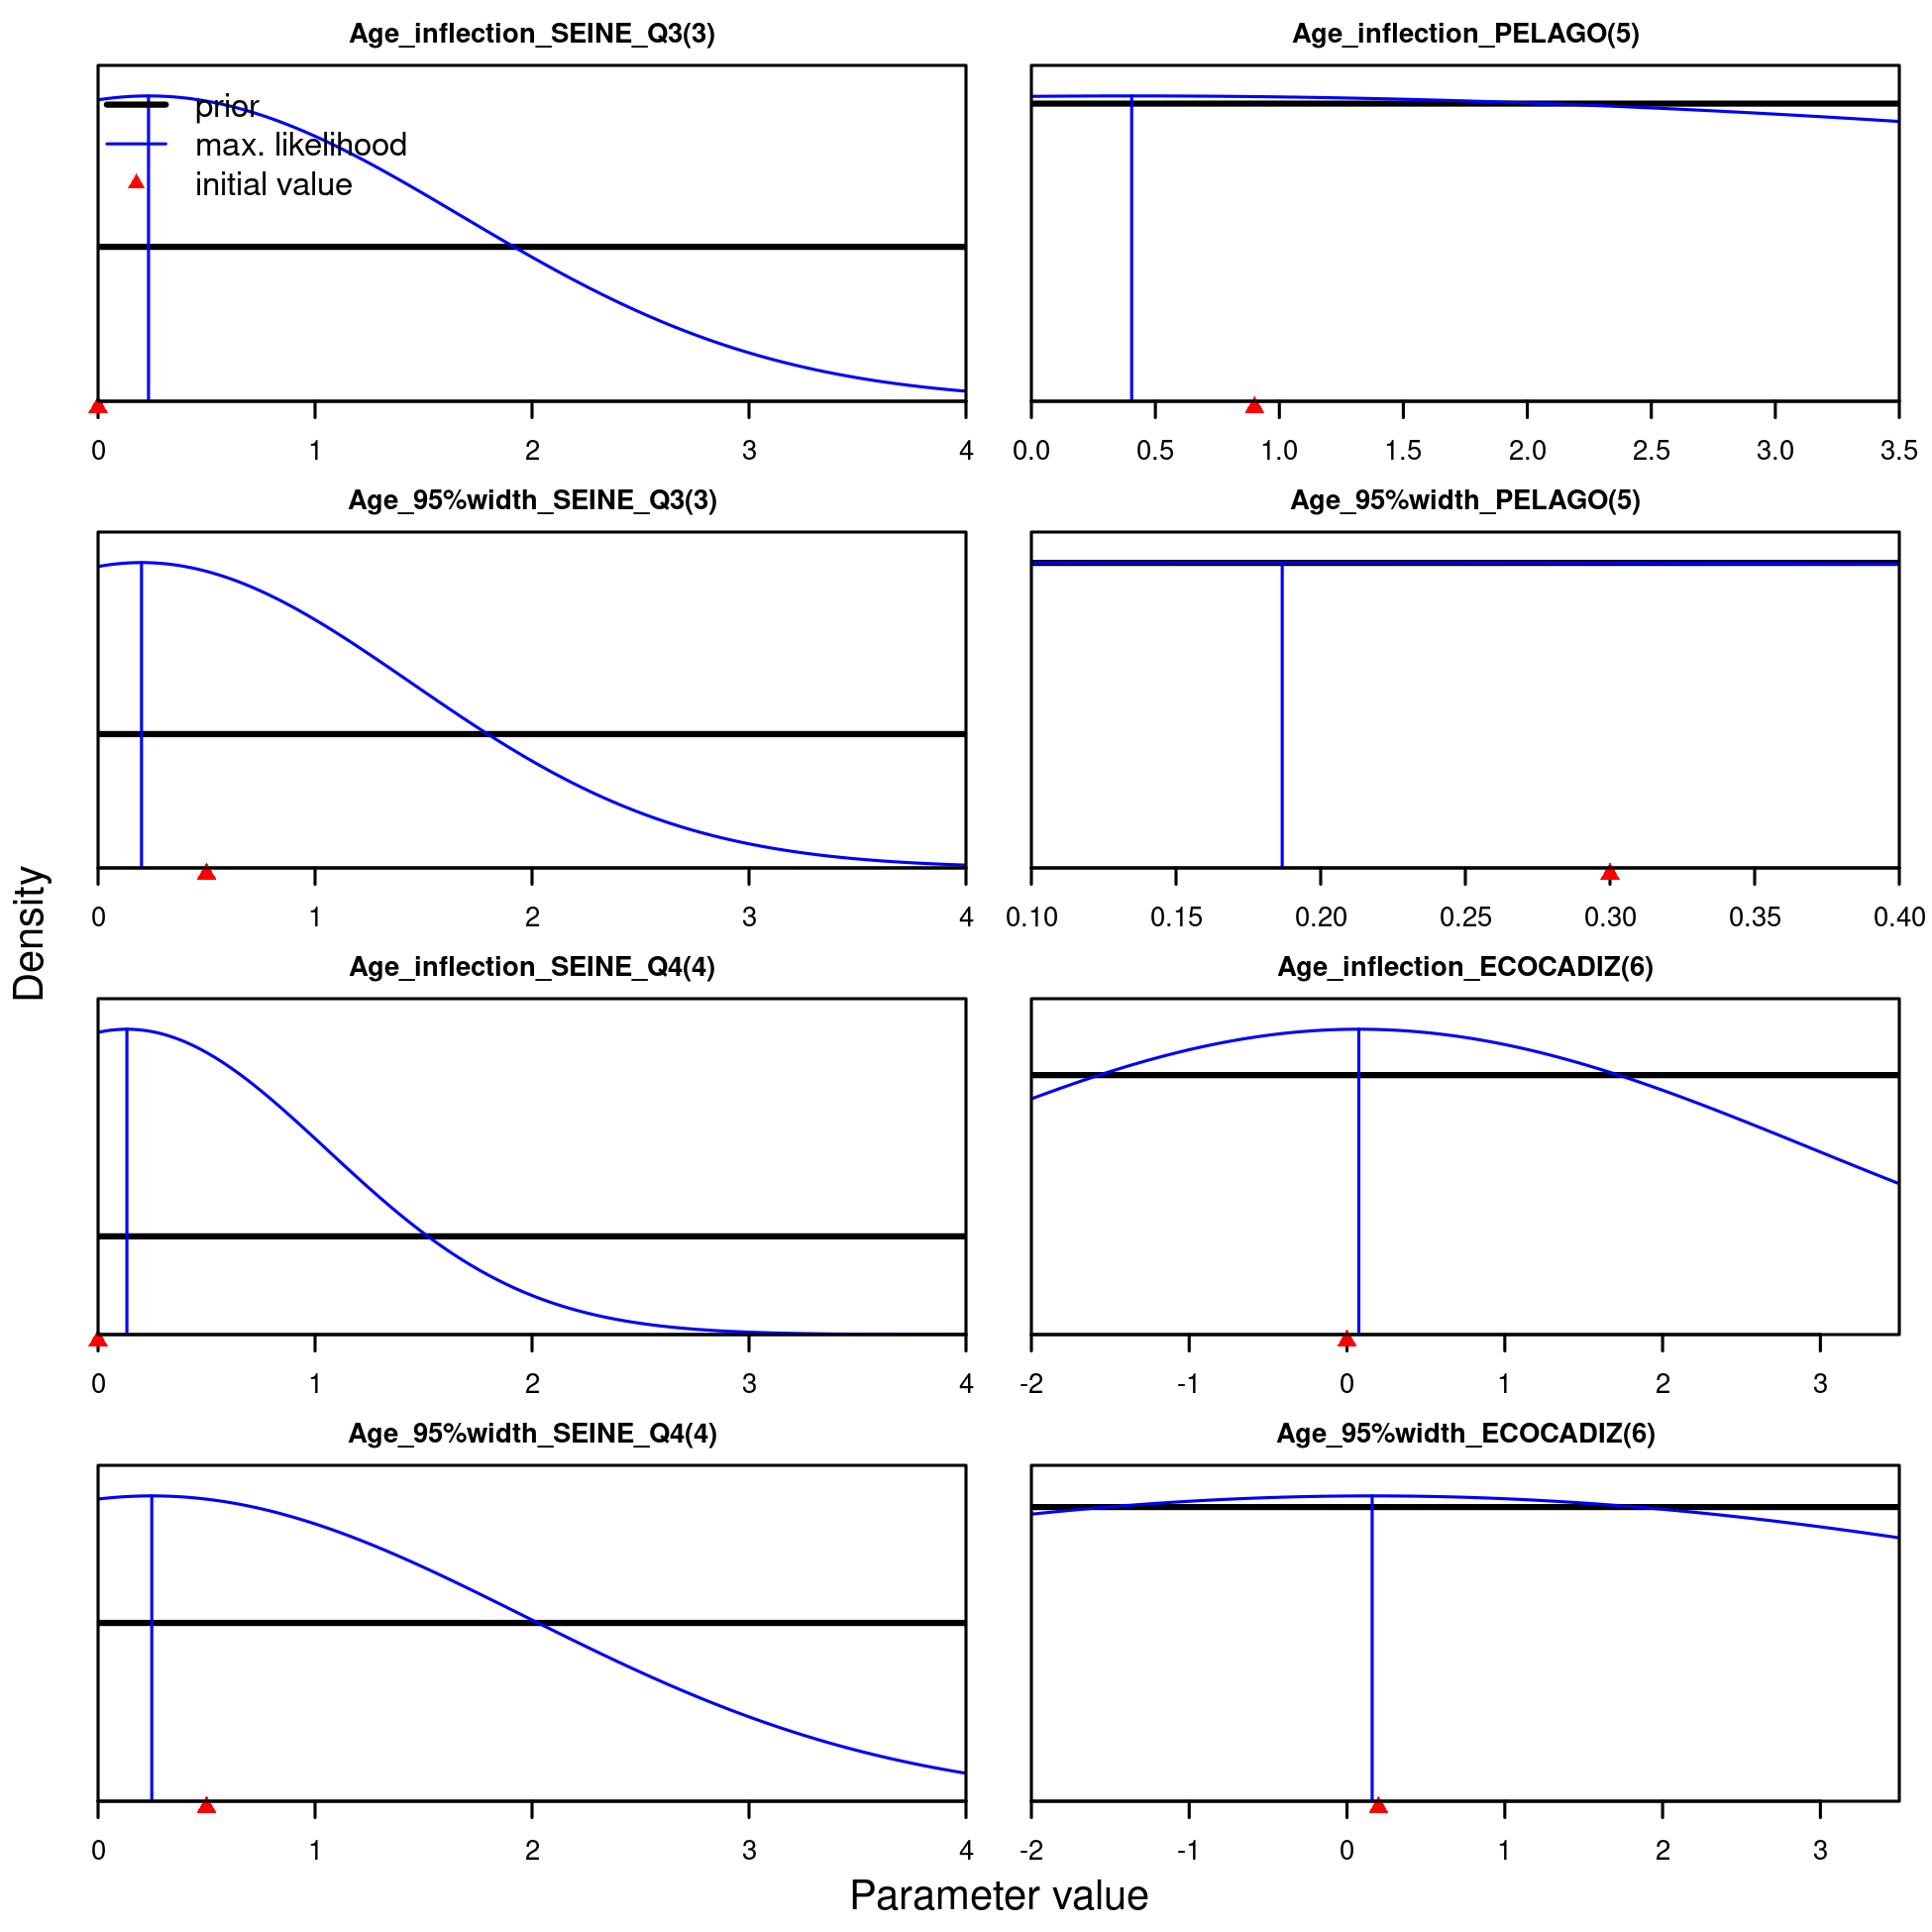 Age_inflection_SEINE_Q3(3)
prior
max. likelihood
initial value
0 1 2 3 4
Age_inflection_PELAGO(5)
0.0 0.5 1.0 1.5 2.0 2.5 3.0 3.5
Age_95%width_SEINE_Q3(3)
0 1 2 3 4
Age_95%width_PELAGO(5)
0.10 0.15 0.20 0.25 0.30 0.35 0.40
Density
Age_inflection_SEINE_Q4(4)
0 1 2 3 4
Age_inflection_ECOCADIZ(6)
-2 -1 0 1 2 3
Age_95%width_SEINE_Q4(4)
0 1 2 3 4
Age_95%width_ECOCADIZ(6)
-2 -1 0 1 2 3
Parameter value